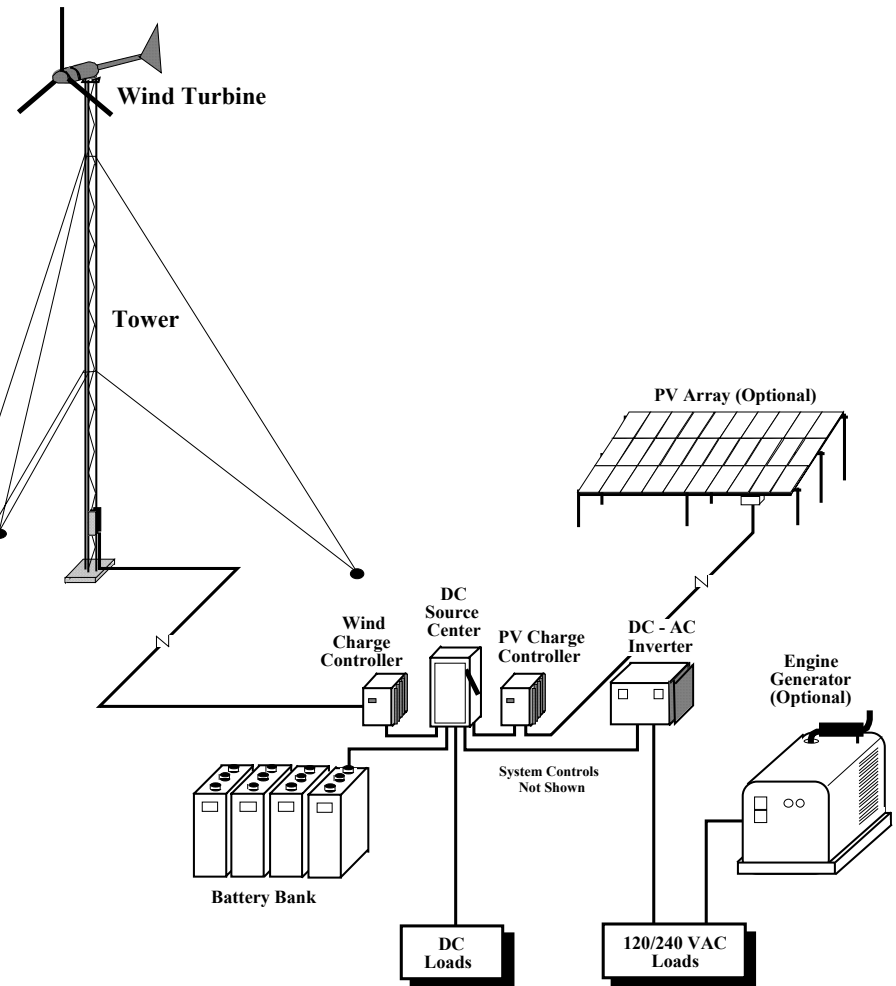 Wind Turbine
Tower
PV Array (Optional)
DC
Source
Center
Wind
Charge
Controller
PV Charge
Controller
DC - AC
Inverter
Engine
Generator
(Optional)
System Controls
Not Shown
Battery Bank
DC
Loads
120/240 VAC
Loads